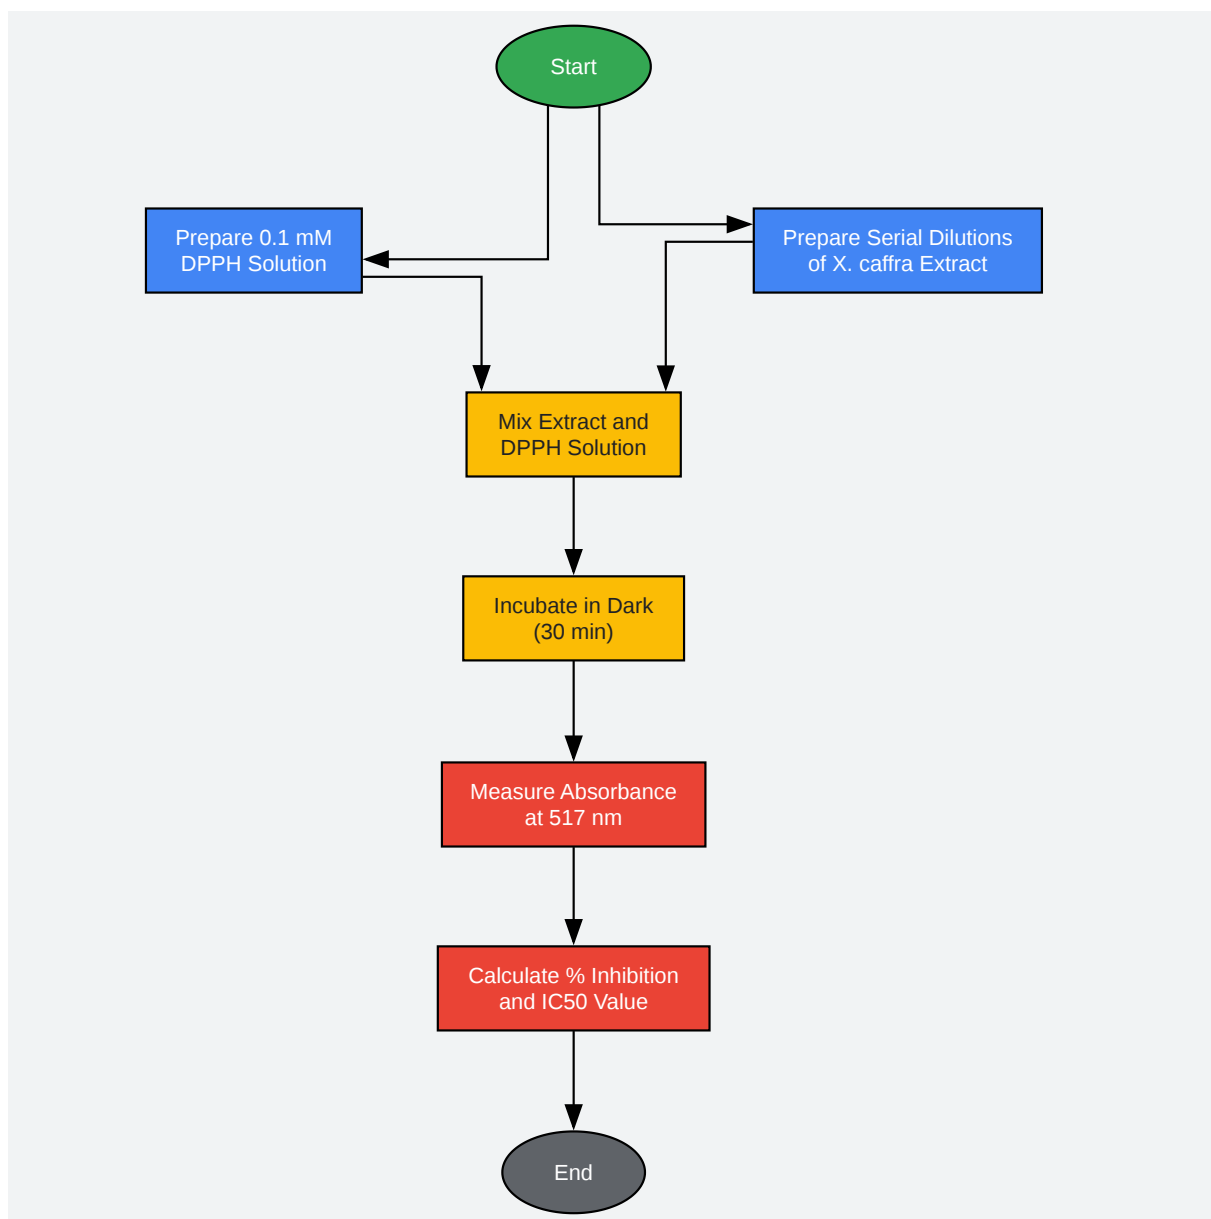 Start
Prepare 0.1 mM
DPPH Solution
Prepare Serial Dilutions
of X. caffra Extract
Mix Extract and
DPPH Solution
Incubate in Dark
(30 min)
Measure Absorbance
at 517 nm
Calculate % Inhibition
and IC50 Value
End